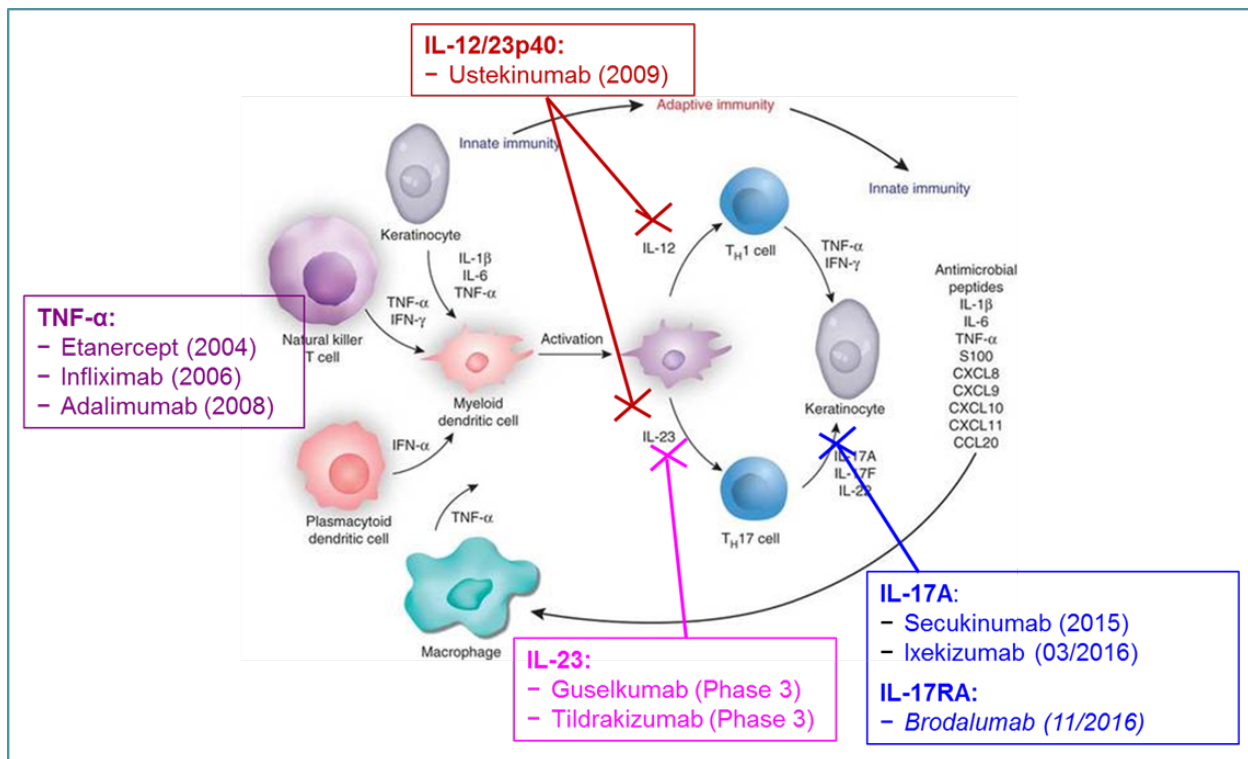 IL-12/23p40:
− Ustekinumab (2009)
Adaptive immunity
Innate immunity
Innate immunity
Keratinocyte
IL-1β
IL-6
TNF-α
TNF-α
IFN-γ
Natural killer
T cell
TNF-α:
− Etanercept (2004)
− Infliximab (2006)
− Adalimumab (2008)
Myeloid
dendritic cell
Activation
IFN-α
Plasmacytoid
dendritic cell
TNF-α
Macrophage
IL-12
IL-23
TH1 cell
TNF-α
IFN-γ
Keratinocyte
IL-17A
IL-17F
IL-22
TH17 cell
Antimicrobial
peptides
IL-1β
IL-6
TNF-α
S100
CXCL8
CXCL9
CXCL10
CXCL11
CCL20
IL-23:
− Guselkumab (Phase 3)
− Tildrakizumab (Phase 3)
IL-17A:
− Secukinumab (2015)
− Ixekizumab (03/2016)
IL-17RA:
− Brodalumab (11/2016)